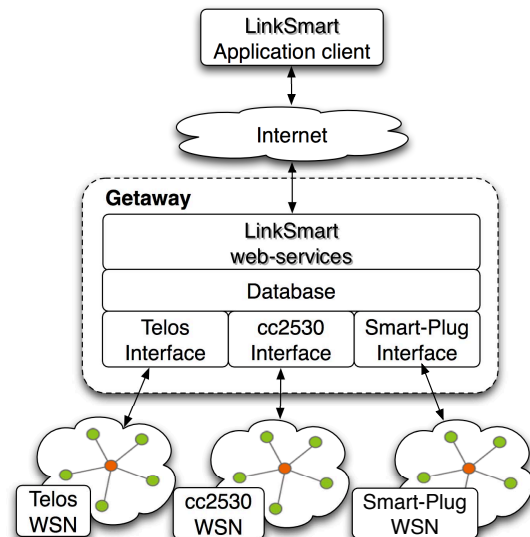 LinkSmart
Application client
Internet
Getaway
LinkSmart
web-services
Database
Telos
Interface
cc2530
Interface
Smart-Plug
Interface
Telos
WSN
cc2530
WSN
Smart-Plug
WSN